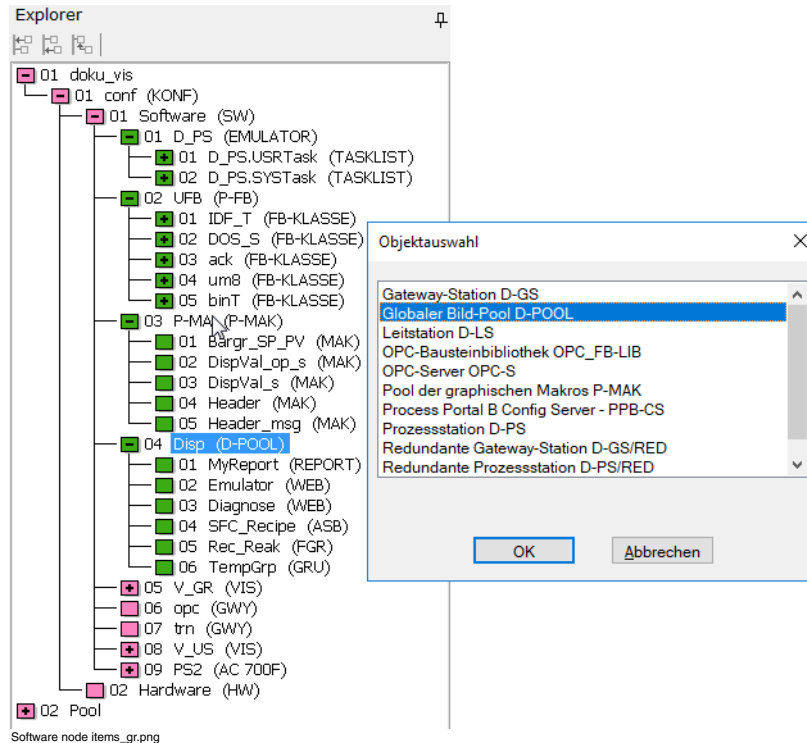 Explorer
01 doku_vis
01 conf (KONF)
01 Software (SW)
01 D_PS (EMULATOR)
01 D_PS.USRTask (TASKLIST)
02 D_PS.SYSTask (TASKLIST)
02 UFB (P-FB)
01 IDF_T (FB-KLASSE)
02 DOS_S (FB-KLASSE)
03 ack (FB-KLASSE)
04 um8 (FB-KLASSE)
05 binT (FB-KLASSE)
03 P-MAK (P-MAK)
01 Bargr_SP_PV (MAK)
02 DispVal_op_s (MAK)
03 DispVal_s (MAK)
04 Header (MAK)
05 Header_msg (MAK)
04 Disp (D-POOL)
01 MyReport (REPORT)
02 Emulator (WEB)
03 Diagnose (WEB)
04 SFC_Recipe (ASB)
05 Rec_Reak (FGR)
06 TempGrp (GRU)
05 V_GR (VIS)
06 opc (GWY)
07 trn (GWY)
08 V_US (VIS)
09 PS2 (AC 700F)
02 Hardware (HW)
02 Pool
Objektauswahl
Gateway-Station D-GS
Globaler Bild-Pool D-POOL
Leitstation D-LS
OPC-Bausteinbibliothek OPC_FB-LIB
OPC-Server OPC-S
Pool der graphischen Makros P-MAK
Process Portal B Config Server - PPB-CS
Prozessstation D-PS
Redundante Gateway-Station D-GS/RED
Redundante Prozessstation D-PS/RED
OK
Abbrechen
Software node items_gr.png